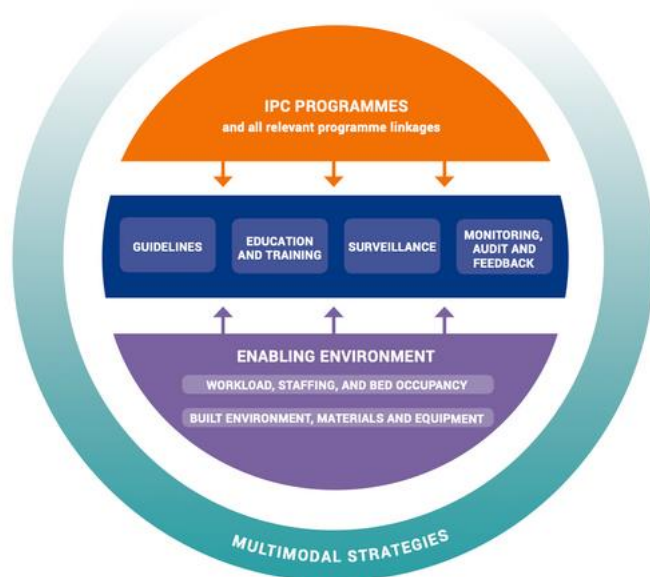 IPC PROGRAMMES
and all relevant programme linkages
GUIDELINES
EDUCATION
AND TRAINING
SURVEILLANCE
MONITORING,
AUDIT AND
FEEDBACK
ENABLING ENVIRONMENT
WORKLOAD, STAFFING, AND BED OCCUPANCY
BUILT ENVIRONMENT, MATERIALS AND EQUIPMENT
MULTIMODAL STRATEGIES